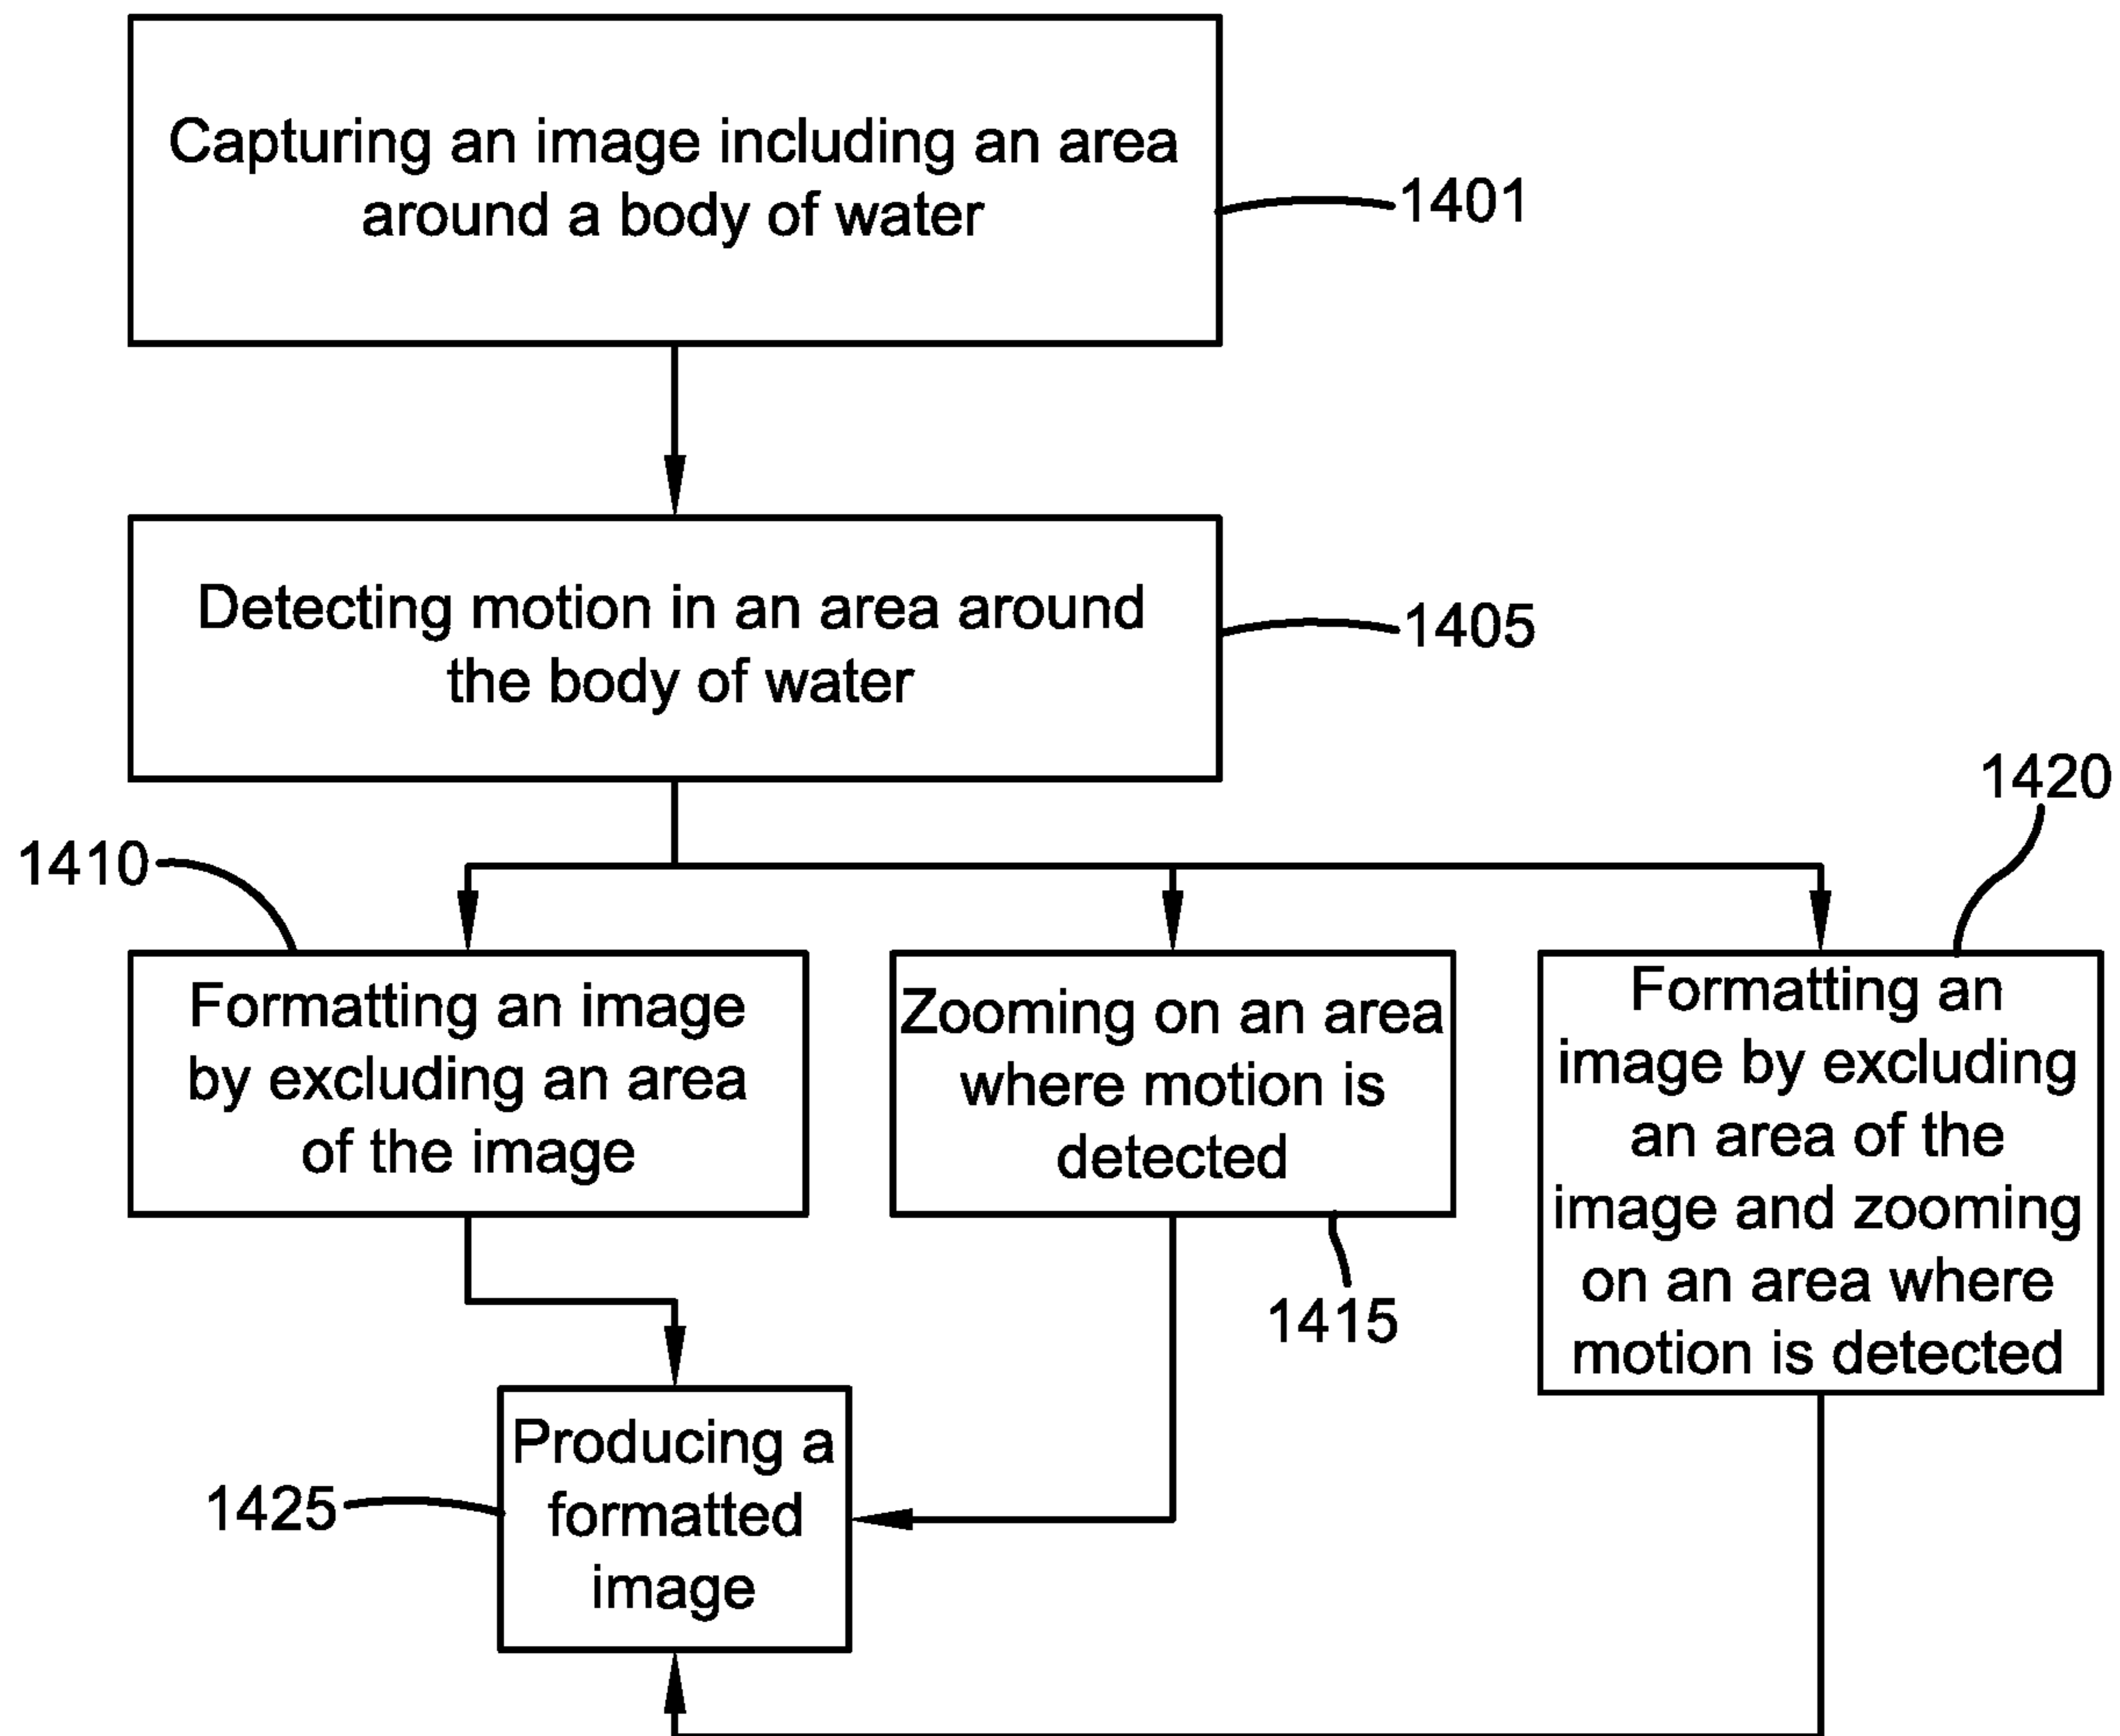 Capturing an image including an area
around a body of water
1401
Detecting motion in an area around
the body of water
1405
1420
1410
Formatting an image
by excluding an area
of the image
Zooming on an area
where motion is
detected
1415
Formatting an
image by excluding
an area of the
image and zooming
on an area where
motion is detected
Producing a
formatted
image
1425